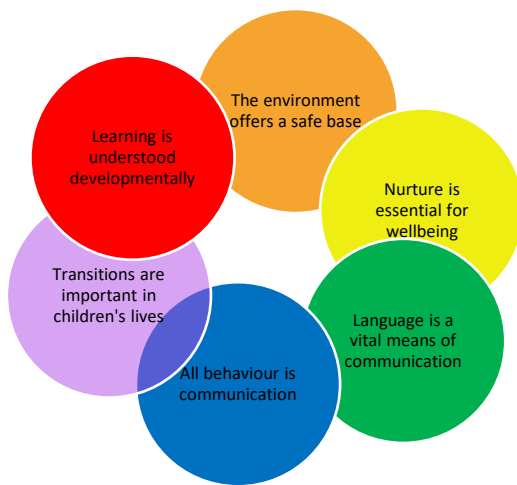 The environment
offers a safe base
Learning is
understood
developmentally
Nurture is
essential for
wellbeing
Transitions are
important in
children's lives
Language is a
vital means of
communication
All behaviour is
communication